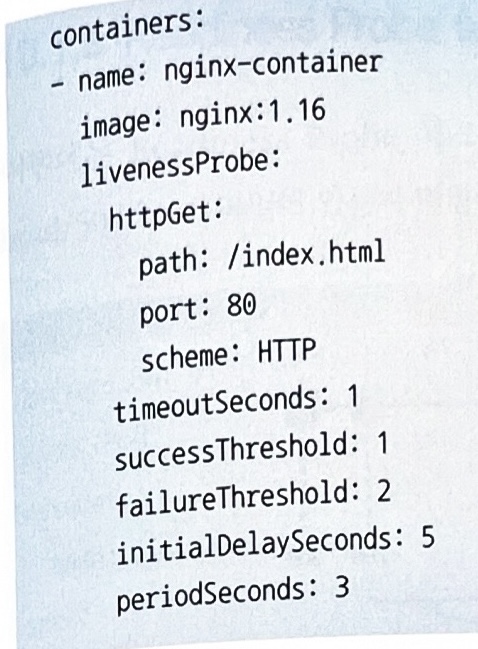 containers:
- name: nginx-container
  image: nginx:1.16
  livenessProbe:
    httpGet:
      path: /index.html
      port: 80
      scheme: HTTP
    timeoutSeconds: 1
    successThreshold: 1
    failureThreshold: 2
    initialDelaySeconds: 5
    periodSeconds: 3